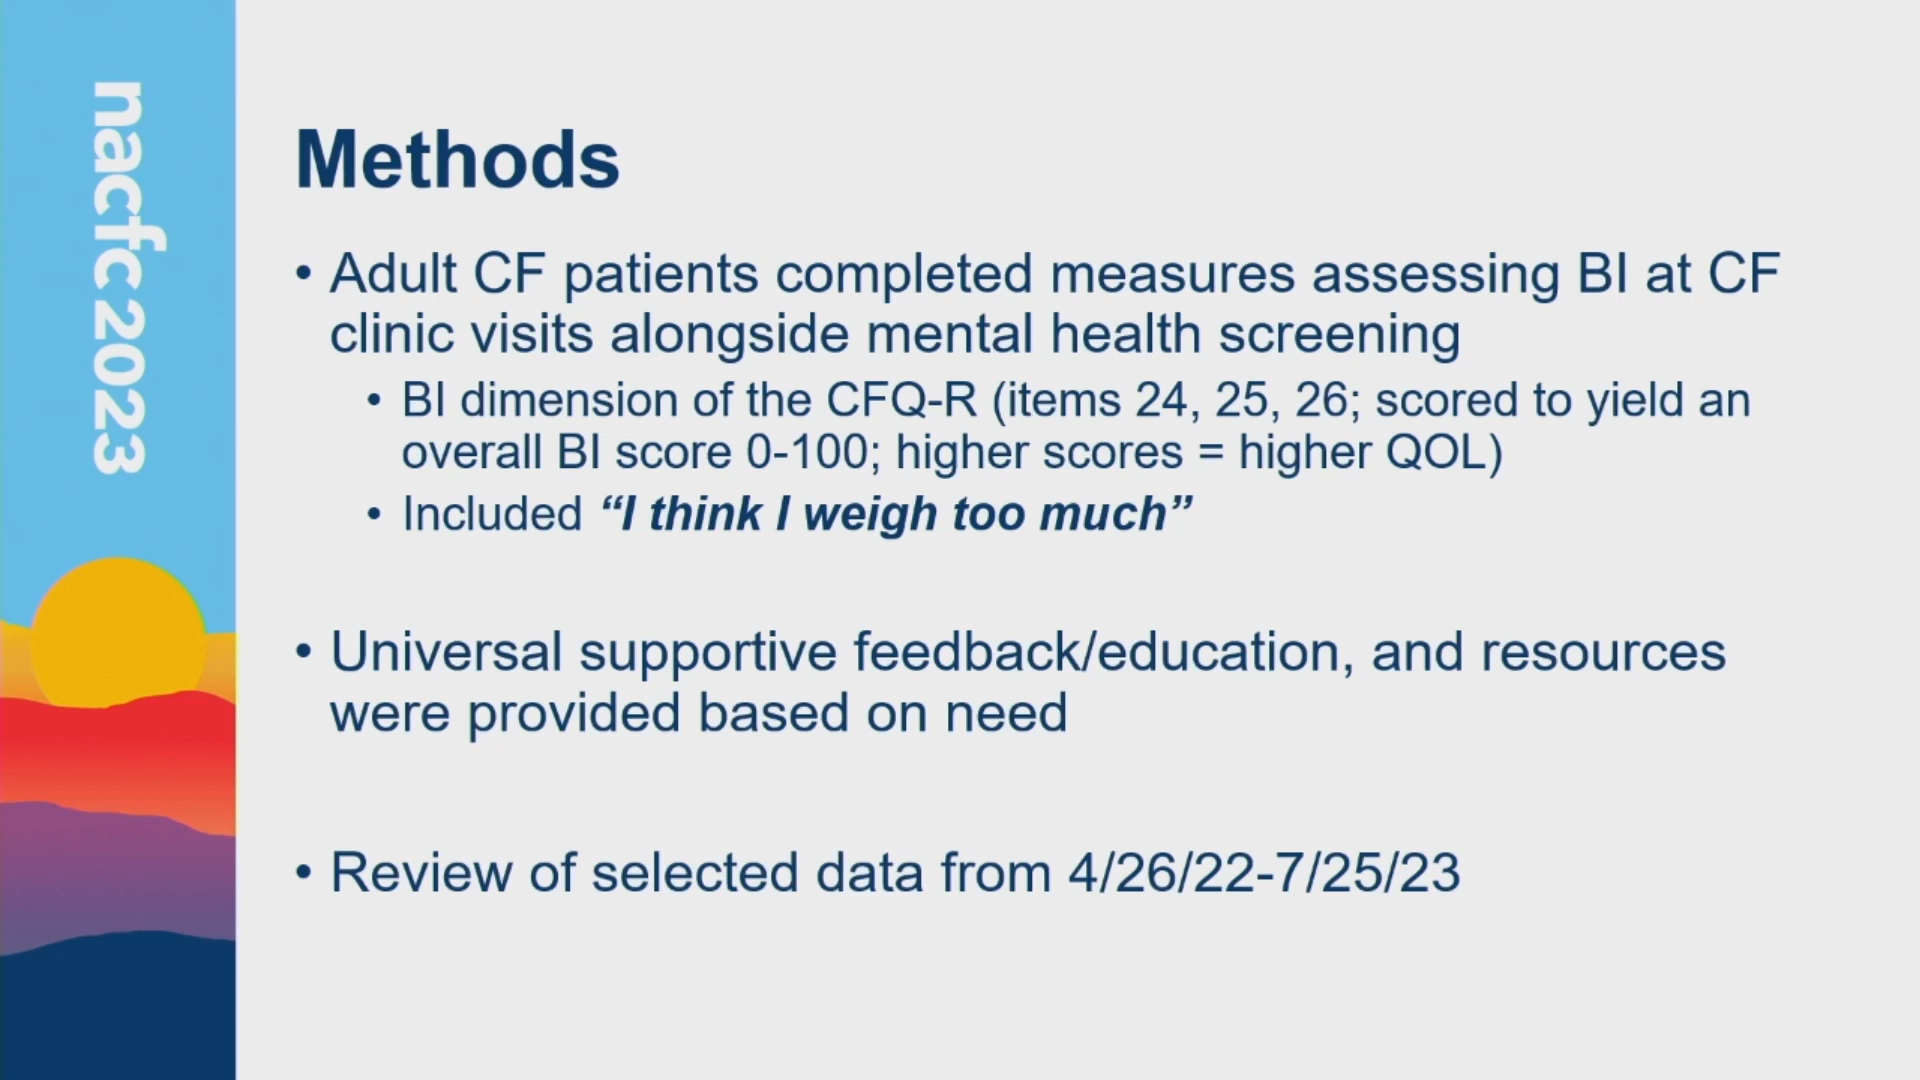 nacfc 2023
Methods
• Adult CF patients completed measures assessing BI at CF
clinic visits alongside mental health screening
• BI dimension of the CFQ-R (items 24, 25, 26; scored to yield an
overall BI score 0-100; higher scores = higher QOL)
• Included “I think I weigh too much”
• Universal supportive feedback/education, and resources
were provided based on need
• Review of selected data from 4/26/22-7/25/23